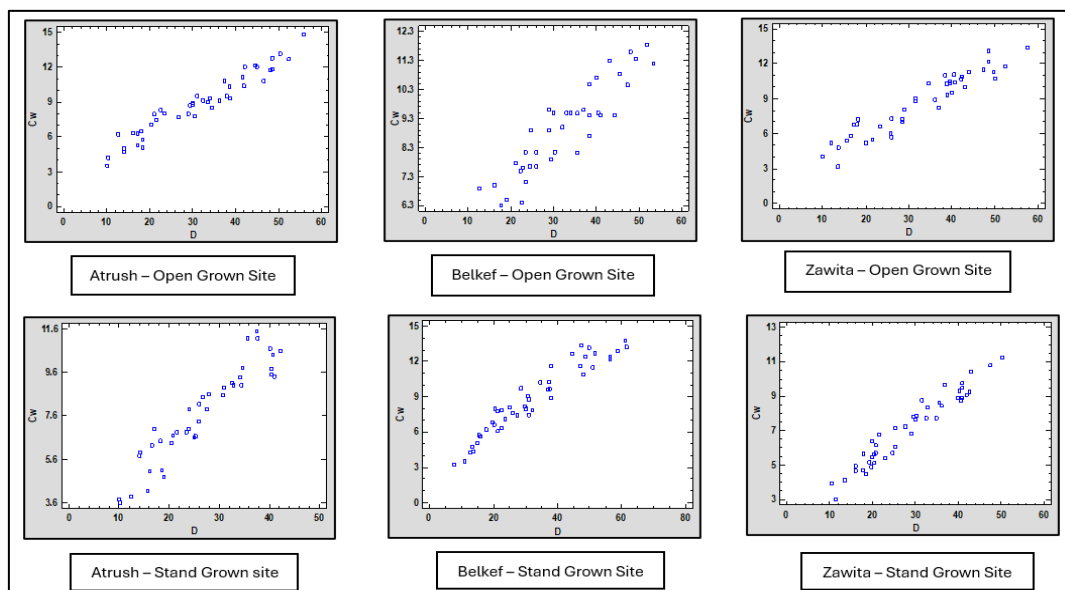 15
12
9
6
3
0
Cw
0 10 20 30 40 50 60
D
12.3
11.3
10.3
9.3
8.3
7.3
6.3
Cw
0 10 20 30 40 50 60
D
15
12
9
6
3
0
Cw
0 10 20 30 40 50 60
D
Atrush – Open Grown Site
Belkef – Open Grown Site
Zawita – Open Grown Site
11.6
9.6
7.6
5.6
3.6
Cw
0 10 20 30 40 50
D
15
12
9
6
3
0
Cw
0 20 40 60 80
D
13
11
9
7
5
3
Cw
0 10 20 30 40 50 60
D
Atrush – Stand Grown site
Belkef – Stand Grown Site
Zawita – Stand Grown Site